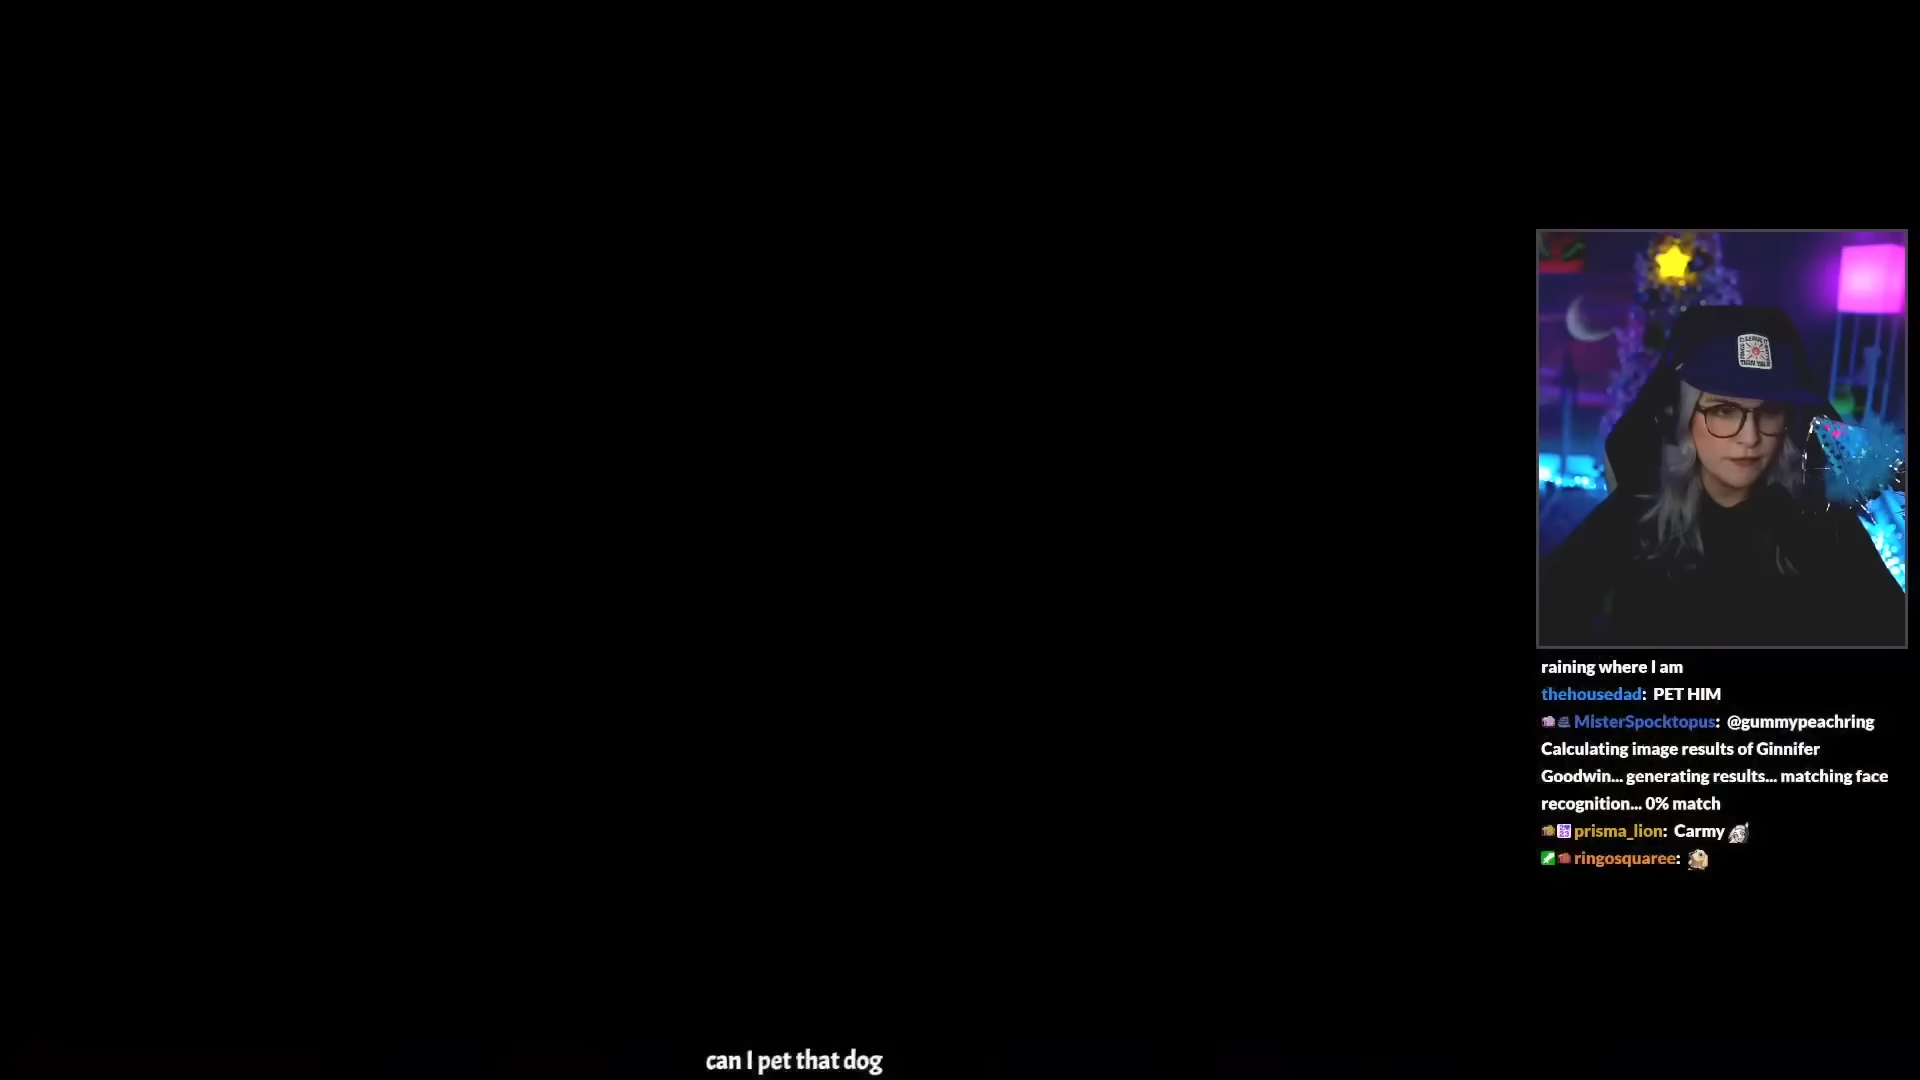 raining where I am
thehousedad: PET HIM
MisterSpocktopus: @gummypeachring
Calculating image results of Ginnifer
Goodwin... generating results... matching face
recognition... 0% match
prisma_lion: Carmy
ringosquaree:
can I pet that dog